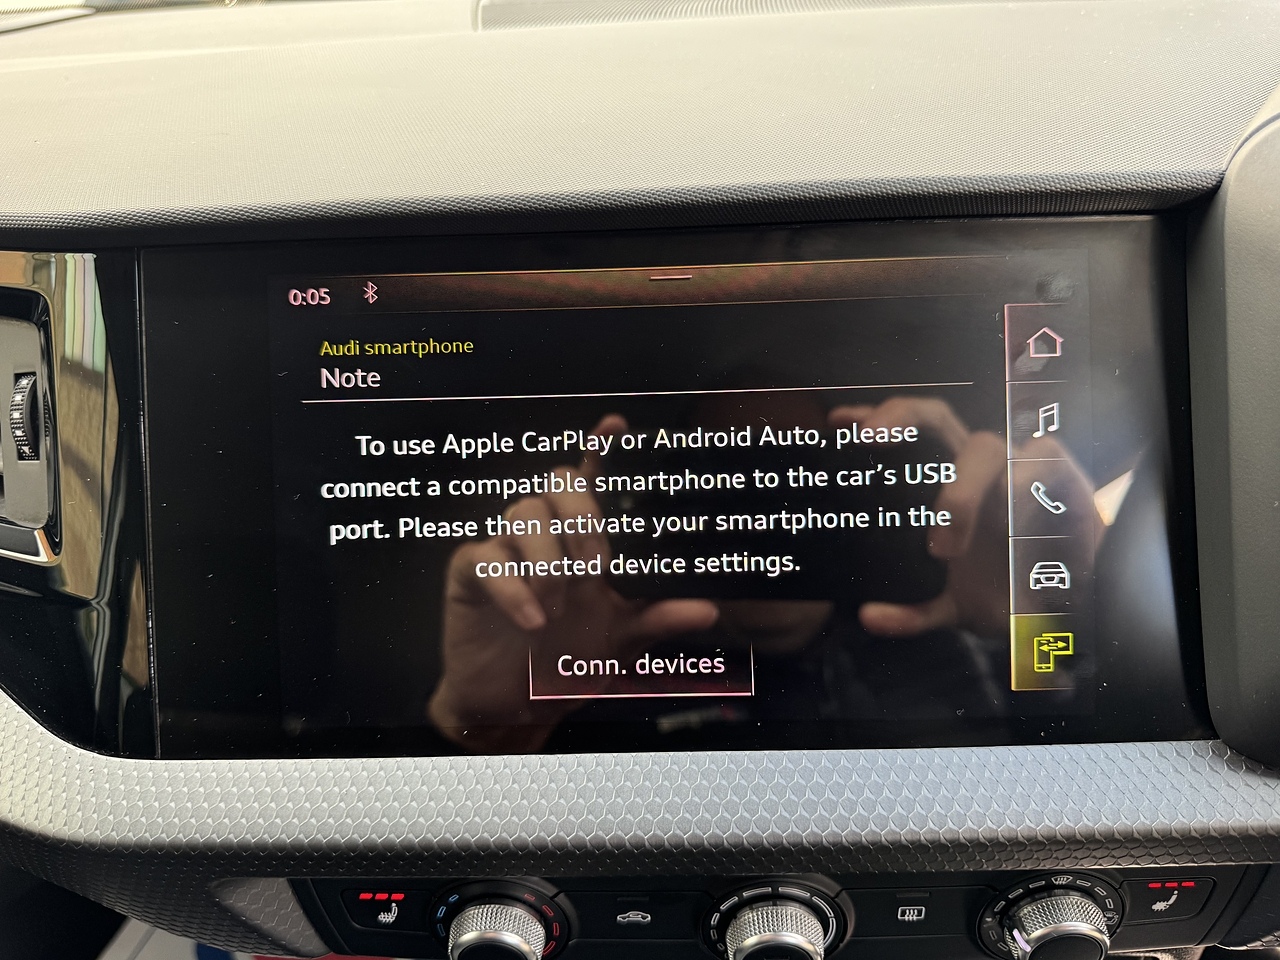 0:05
Audi smartphone
Note
To use Apple CarPlay or Android Auto, please
connect a compatible smartphone to the car's USB
port. Please then activate your smartphone in the
connected device settings.
Conn. devices